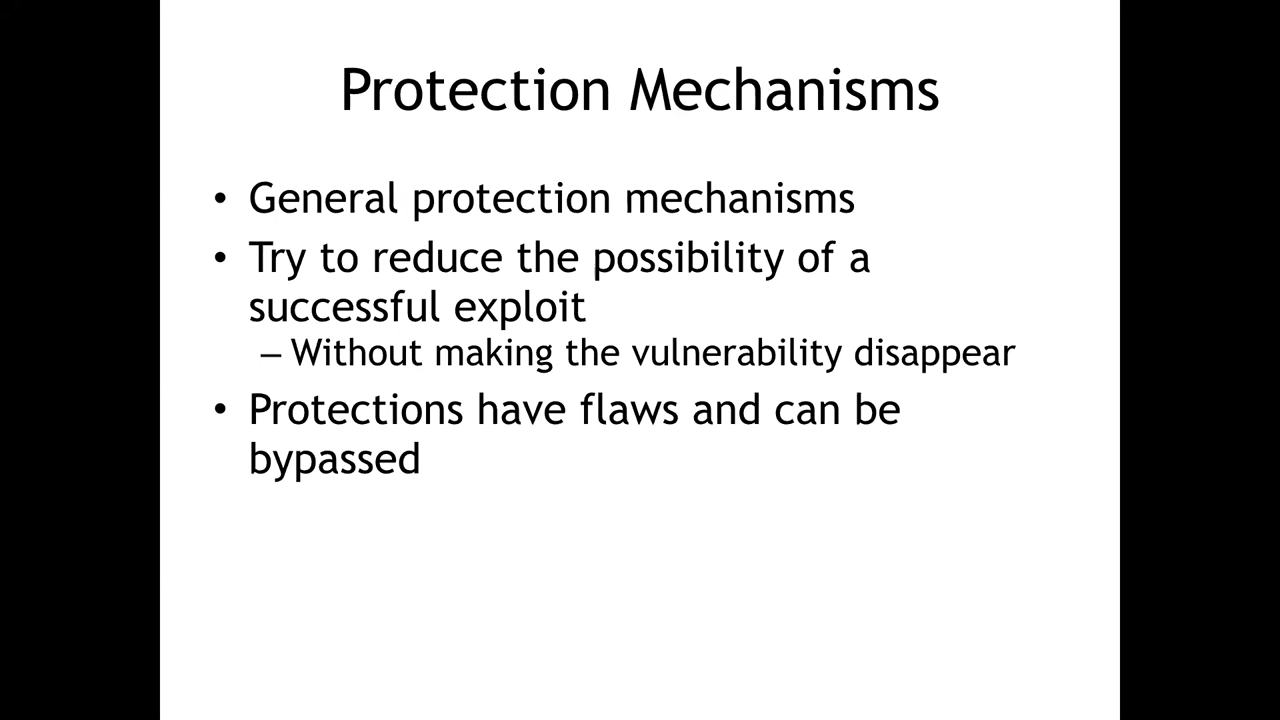 Protection Mechanisms
• General protection mechanisms
• Try to reduce the possibility of a
successful exploit
– Without making the vulnerability disappear
• Protections have flaws and can be
bypassed